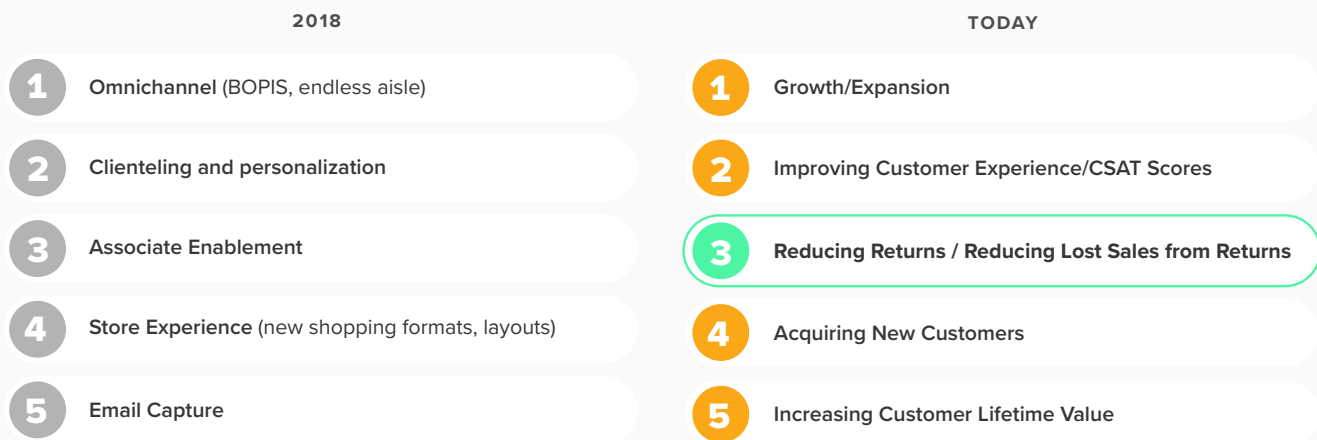 2018
1 Omnichannel (BOPIS, endless aisle)
2 Clienteling and personalization
3 Associate Enablement
4 Store Experience (new shopping formats, layouts)
5 Email Capture
TODAY
1 Growth/Expansion
2 Improving Customer Experience/CSAT Scores
3 Reducing Returns / Reducing Lost Sales from Returns
4 Acquiring New Customers
5 Increasing Customer Lifetime Value